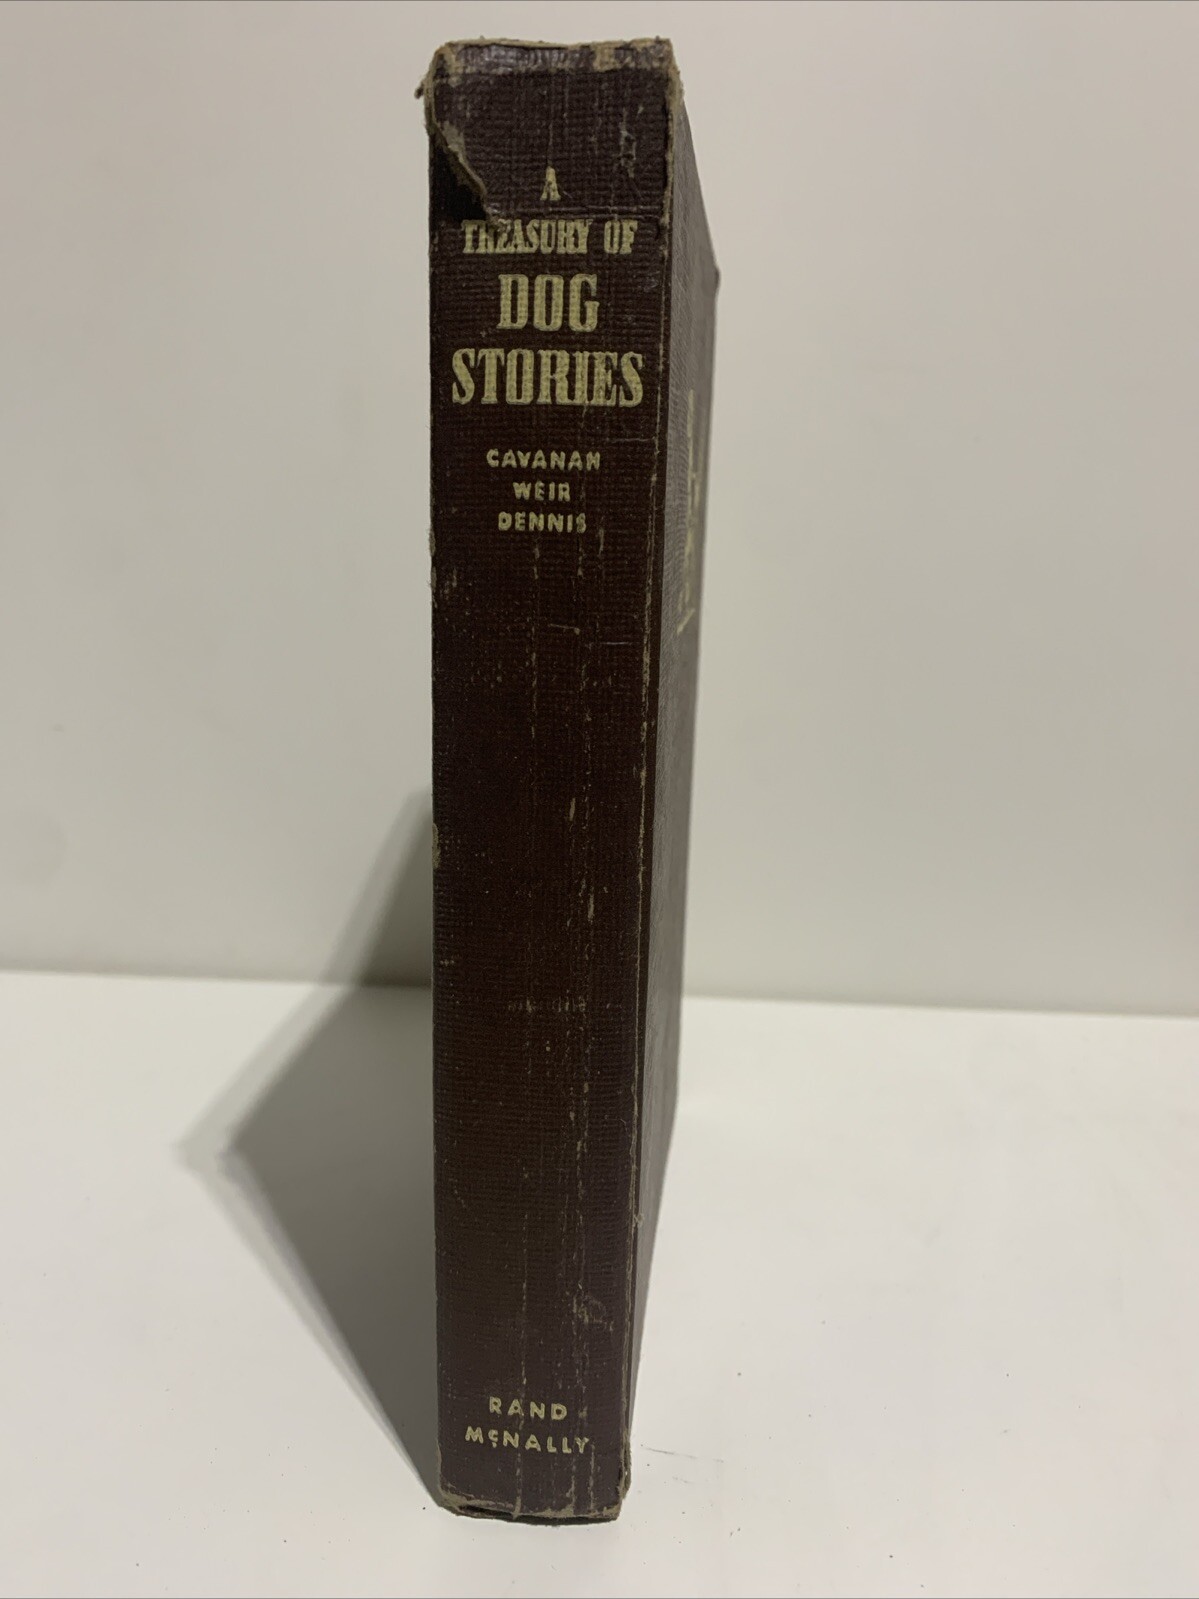 A
TREASURY OF
DOG
STORIES
CAVANAH
WEIR
DENNIS
RAND
McNALLY